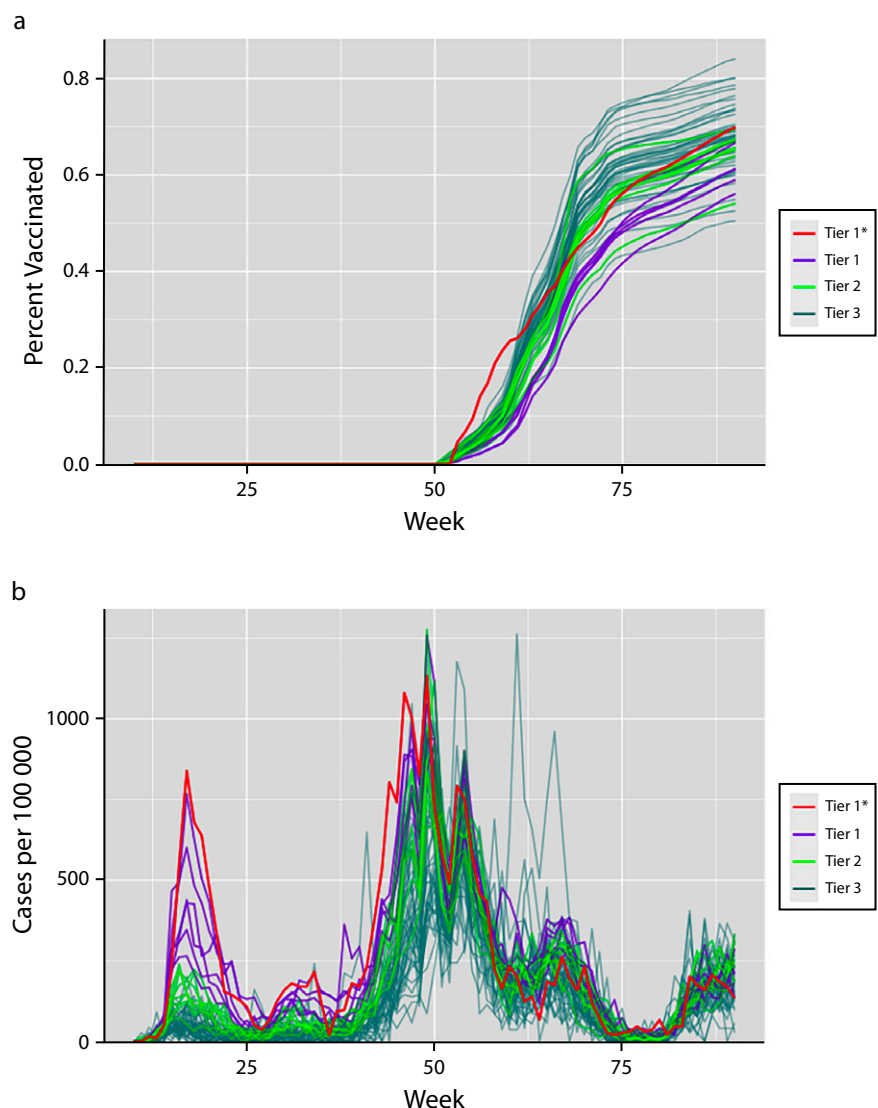 a
0.8
0.6
0.4
0.2
0.0
Percent Vaccinated
25
50
75
Week
Tier 1*
Tier 1
Tier 2
Tier 3
b
1000
500
0
Cases per 100 000
25
50
75
Week
Tier 1*
Tier 1
Tier 2
Tier 3